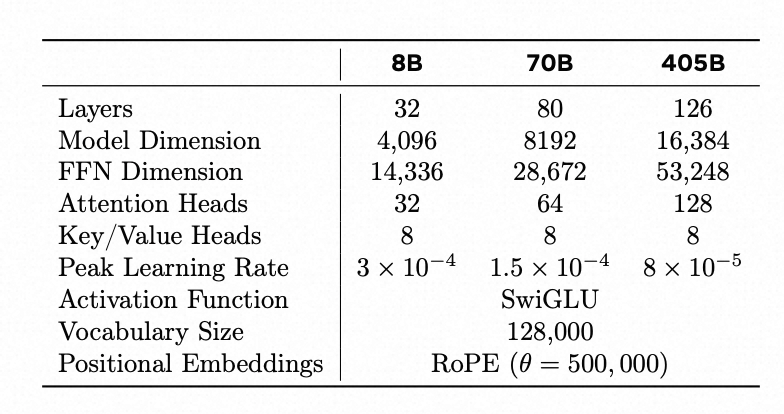 8B 70B 405B
Layers 32 80 126
Model Dimension 4,096 8192 16,384
FFN Dimension 14,336 28,672 53,248
Attention Heads 32 64 128
Key/Value Heads 8 8 8
Peak Learning Rate 3 × 10⁻⁴ 1.5 × 10⁻⁴ 8 × 10⁻⁵
Activation Function SwiGLU
Vocabulary Size 128,000
Positional Embeddings RoPE (θ = 500, 000)